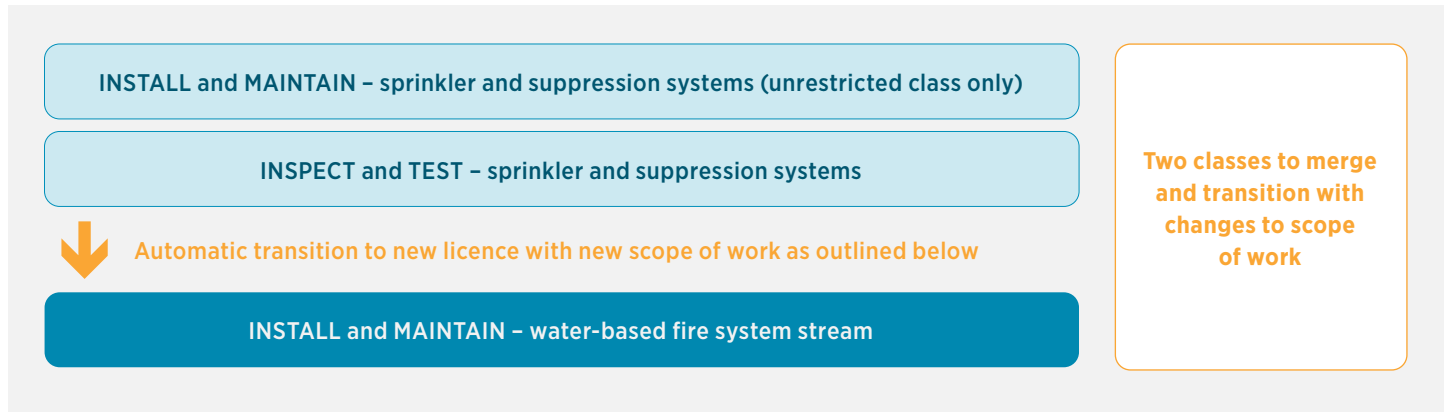 INSTALL and MAINTAIN – sprinkler and suppression systems (unrestricted class only)
INSPECT and TEST – sprinkler and suppression systems
Automatic transition to new licence with new scope of work as outlined below
INSTALL and MAINTAIN – water-based fire system stream
Two classes to merge
and transition with
changes to scope
of work